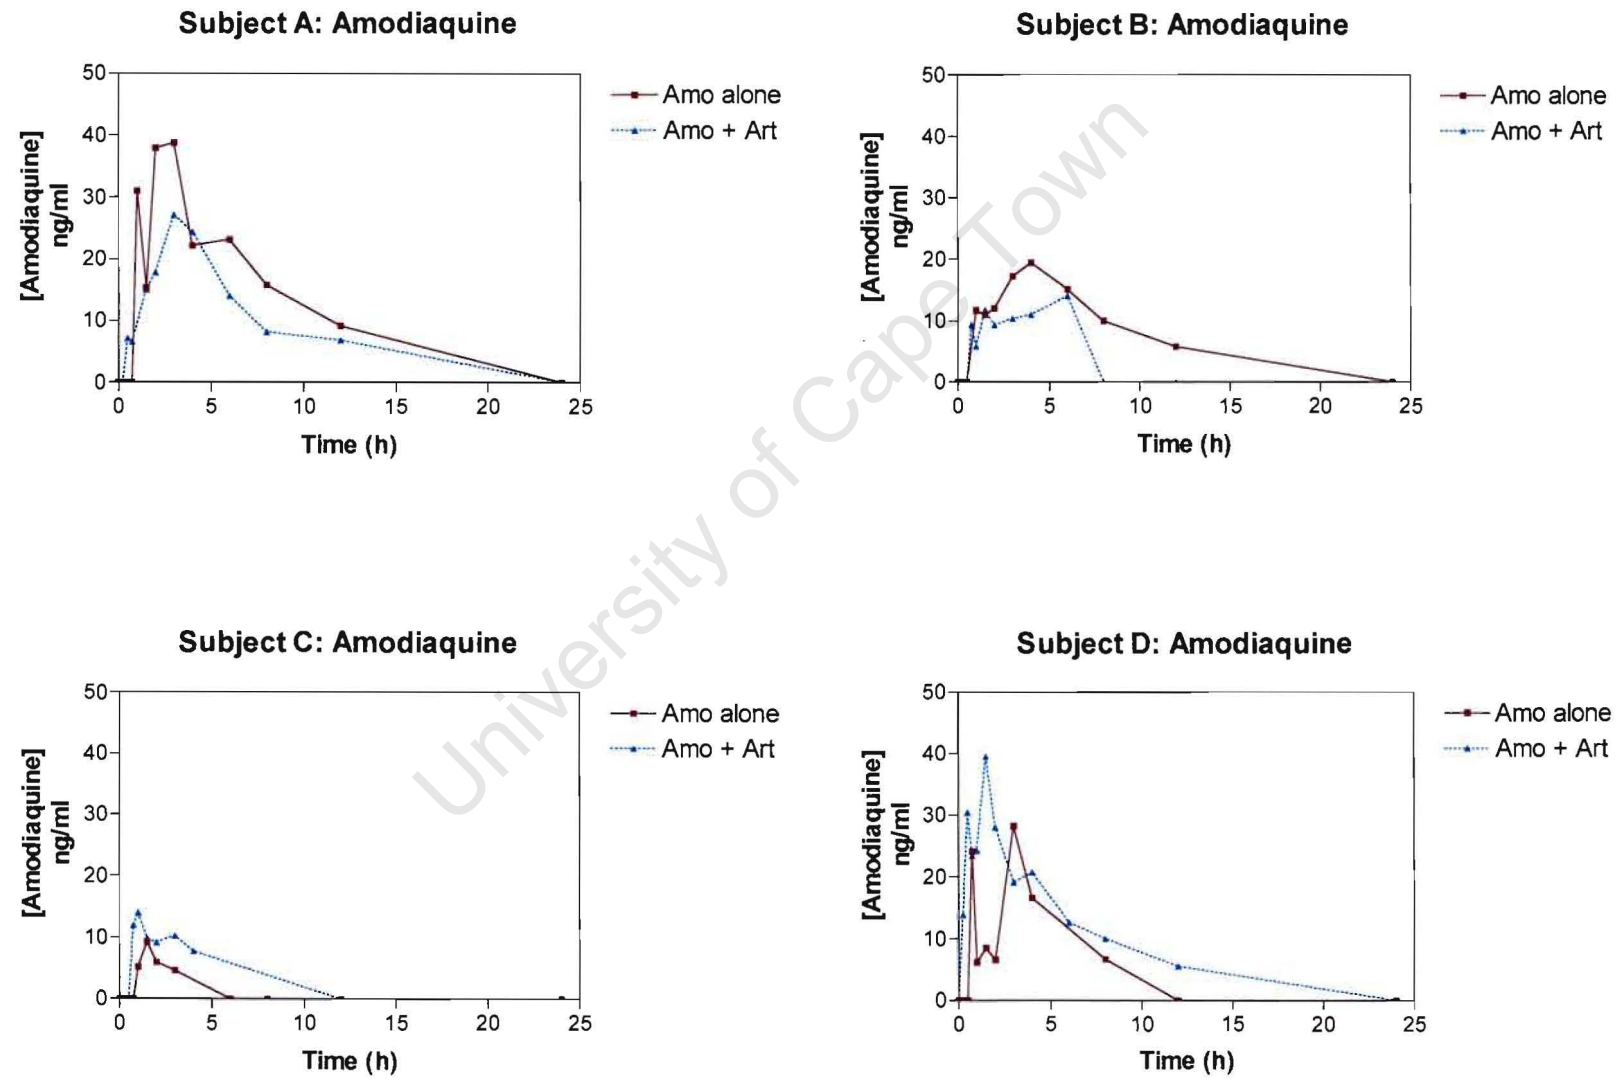 Subject A: Amodiaquine
50
40
30
20
10
0
[Amodiaquine]
ng/ml
0 5 10 15 20 25
Time (h)
Amo alone
Amo + Art
Subject B: Amodiaquine
50
40
30
20
10
0
[Amodiaquine]
ng/ml
0 5 10 15 20 25
Time (h)
Amo alone
Amo + Art
University of Cape Town
Subject C: Amodiaquine
50
40
30
20
10
0
[Amodiaquine]
ng/ml
0 5 10 15 20 25
Time (h)
Amo alone
Amo + Art
Subject D: Amodiaquine
50
40
30
20
10
0
[Amodiaquine]
ng/ml
0 5 10 15 20 25
Time (h)
Amo alone
Amo + Art